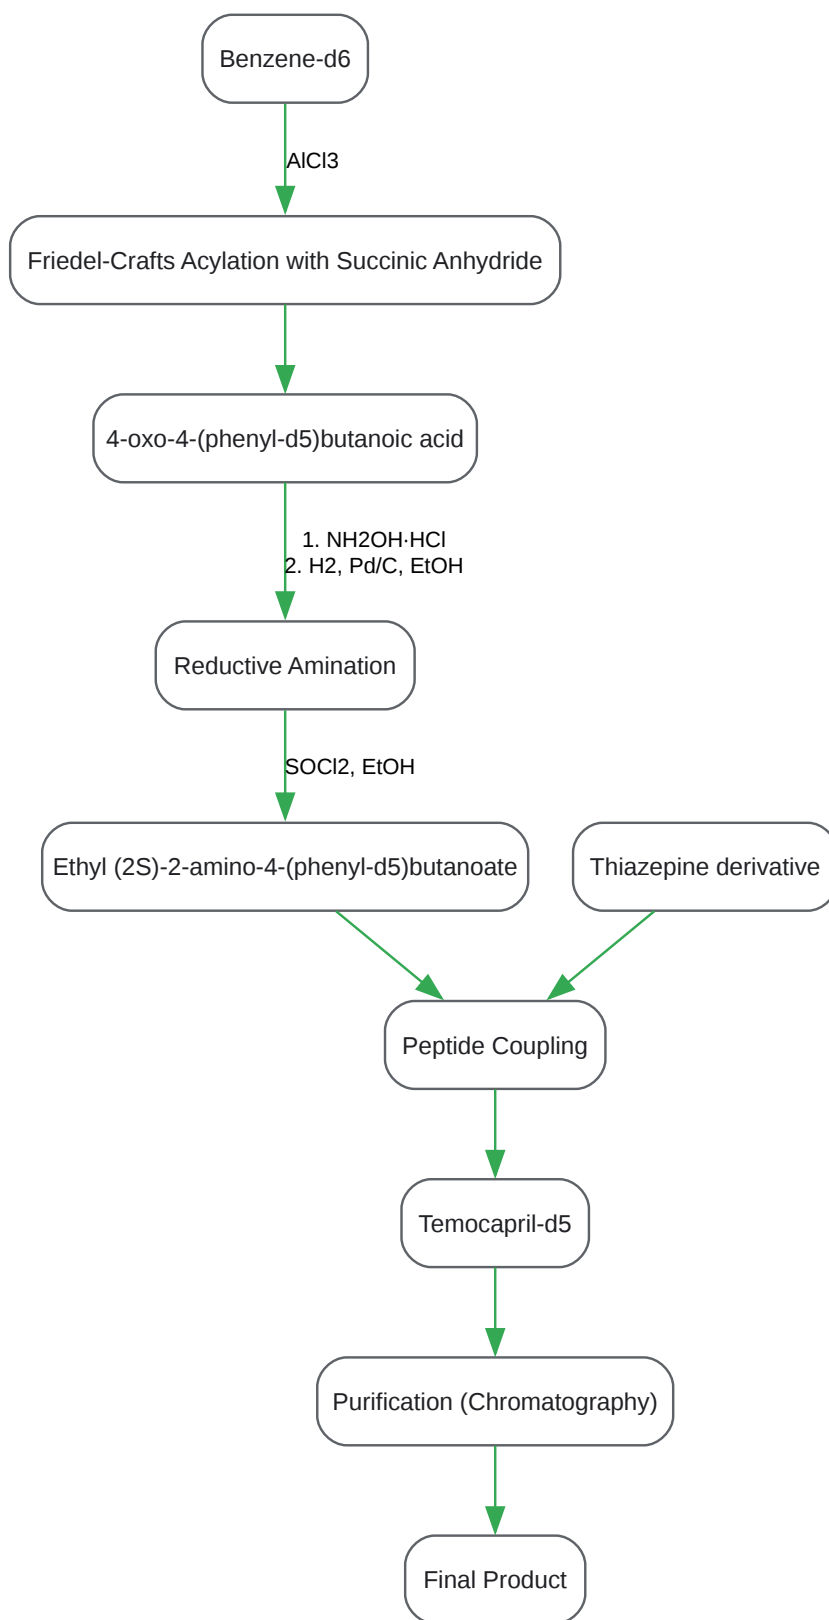 Benzene-d6
AlCl3
Friedel-Crafts Acylation with Succinic Anhydride
4-oxo-4-(phenyl-d5)butanoic acid
1. NH2OH·HCl
2. H2, Pd/C, EtOH
Reductive Amination
SOCl2, EtOH
Ethyl (2S)-2-amino-4-(phenyl-d5)butanoate
Thiazepine derivative
Peptide Coupling
Temocapril-d5
Purification (Chromatography)
Final Product